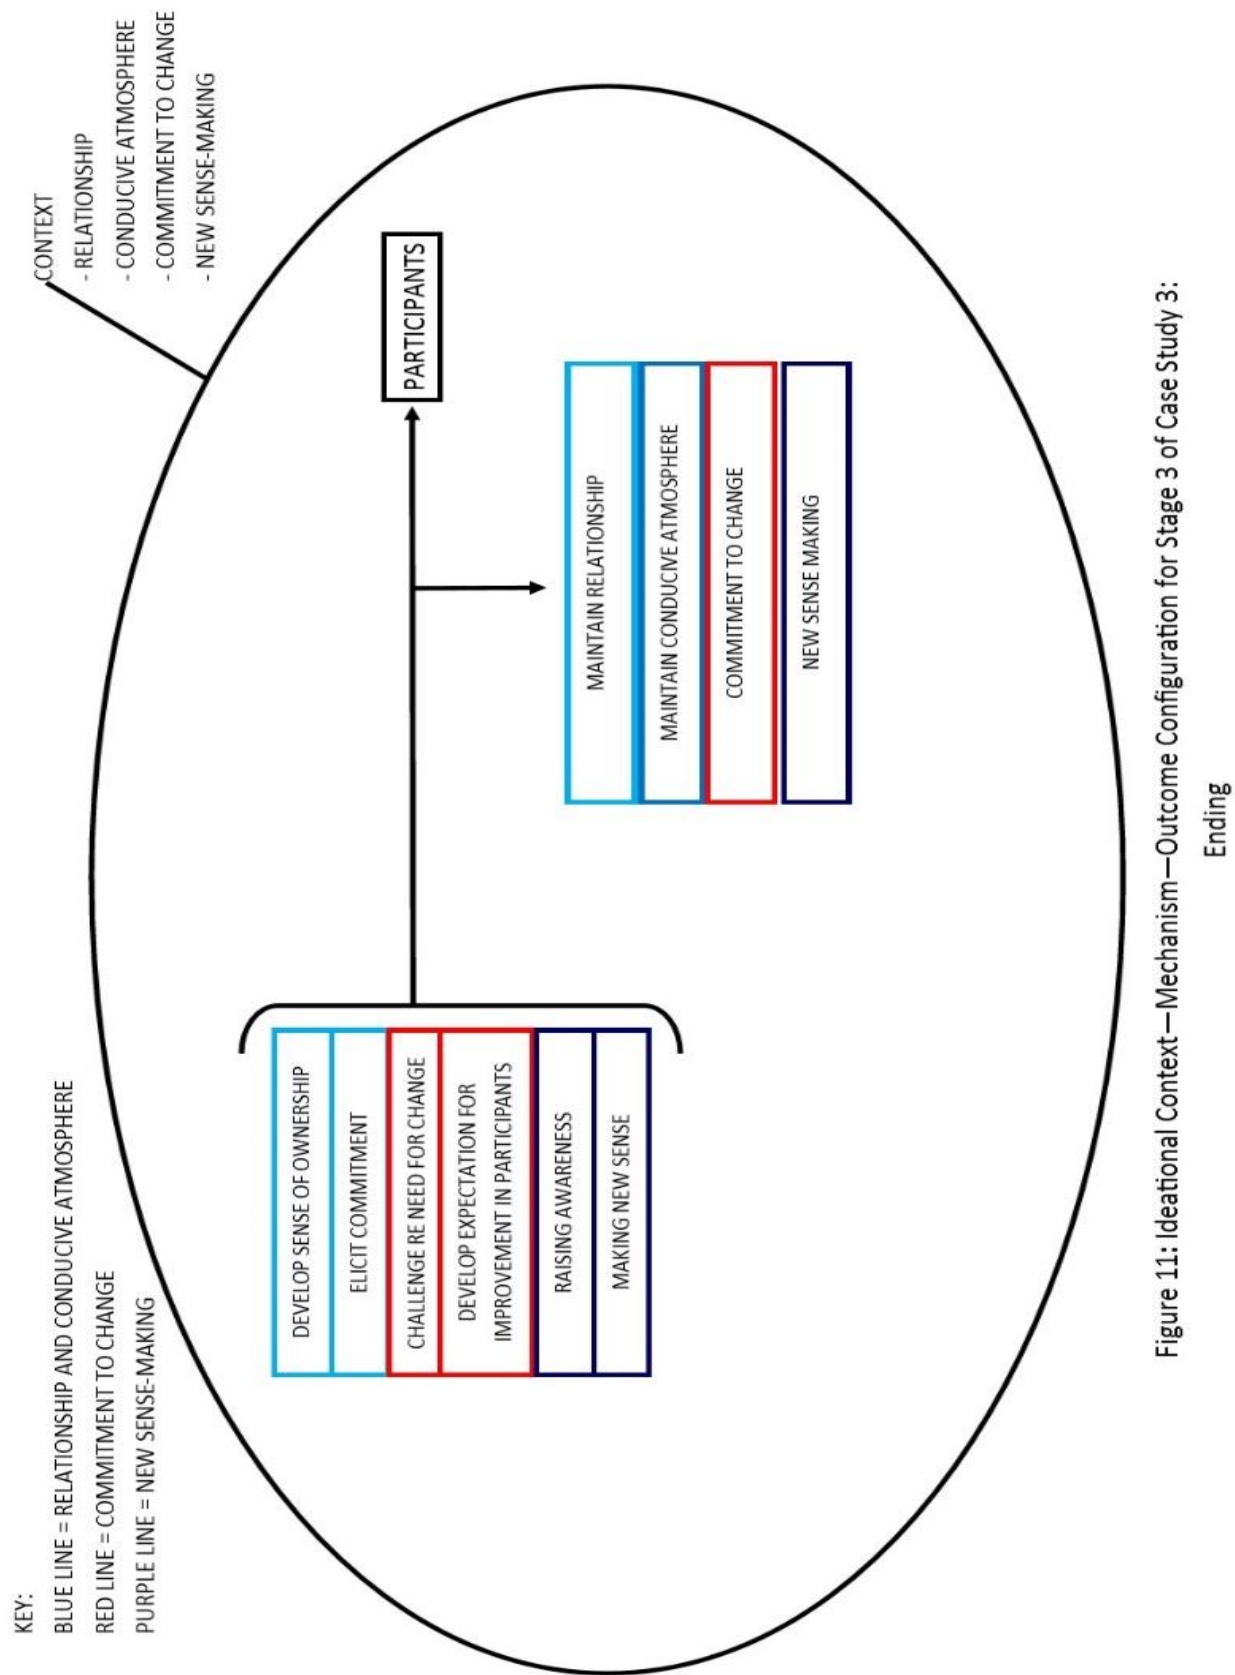 KEY:
BLUE LINE = RELATIONSHIP AND CONDUCIVE ATMOSPHERE
RED LINE = COMMITMENT TO CHANGE
PURPLE LINE = NEW SENSE-MAKING
CONTEXT
- RELATIONSHIP
- CONDUCIVE ATMOSPHERE
- COMMITMENT TO CHANGE
- NEW SENSE-MAKING
DEVELOP SENSE OF OWNERSHIP
ELICIT COMMITMENT
CHALLENGE RE NEED FOR CHANGE
DEVELOP EXPECTATION FOR
IMPROVEMENT IN PARTICIPANTS
RAISING AWARENESS
MAKING NEW SENSE
PARTICIPANTS
MAINTAIN RELATIONSHIP
MAINTAIN CONDUCIVE ATMOSPHERE
COMMITMENT TO CHANGE
NEW SENSE MAKING
Figure 11: Ideational Context—Mechanism—Outcome Configuration for Stage 3 of Case Study 3:
Ending